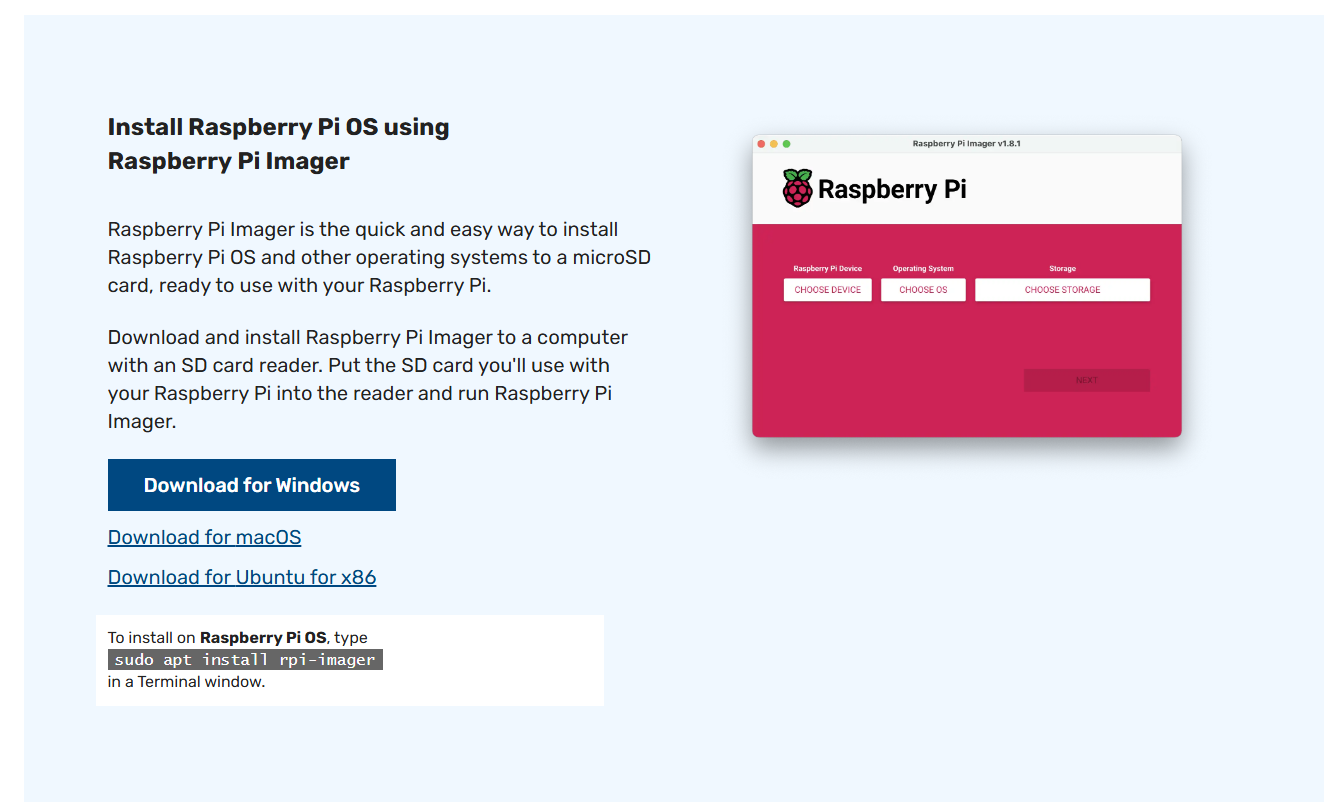 Install Raspberry Pi OS using
Raspberry Pi Imager
Raspberry Pi Imager is the quick and easy way to install
Raspberry Pi OS and other operating systems to a microSD
card, ready to use with your Raspberry Pi.
Download and install Raspberry Pi Imager to a computer
with an SD card reader. Put the SD card you'll use with
your Raspberry Pi into the reader and run Raspberry Pi
Imager.
Download for Windows
Download for macOS
Download for Ubuntu for x86
To install on Raspberry Pi OS, type
sudo apt install rpi-imager
in a Terminal window.
Raspberry Pi Imager v1.8.1
Raspberry Pi
Raspberry Pi Device Operating System Storage
CHOOSE DEVICE CHOOSE OS CHOOSE STORAGE
NEXT